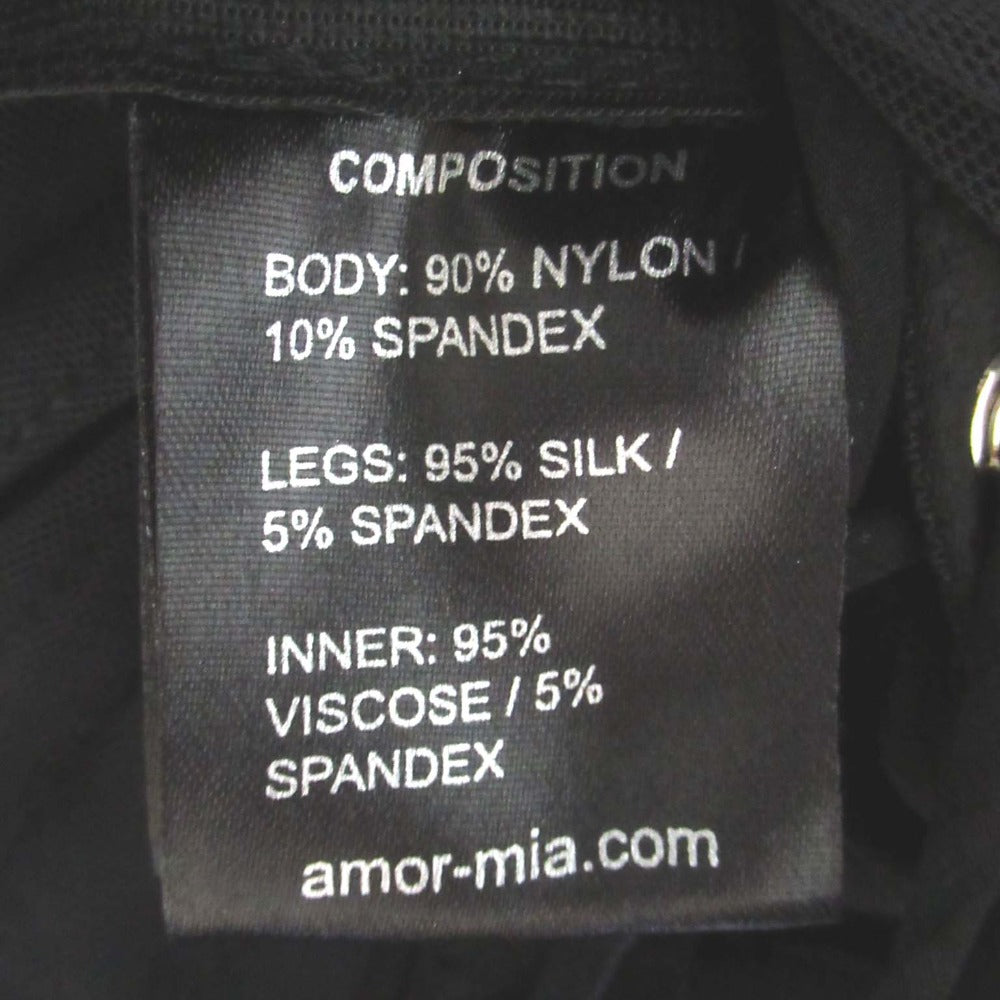 COMPOSITION
BODY: 90% NYLON /
10% SPANDEX
LEGS: 95% SILK /
5% SPANDEX
INNER: 95%
VISCOSE / 5%
SPANDEX
amor-mia.com